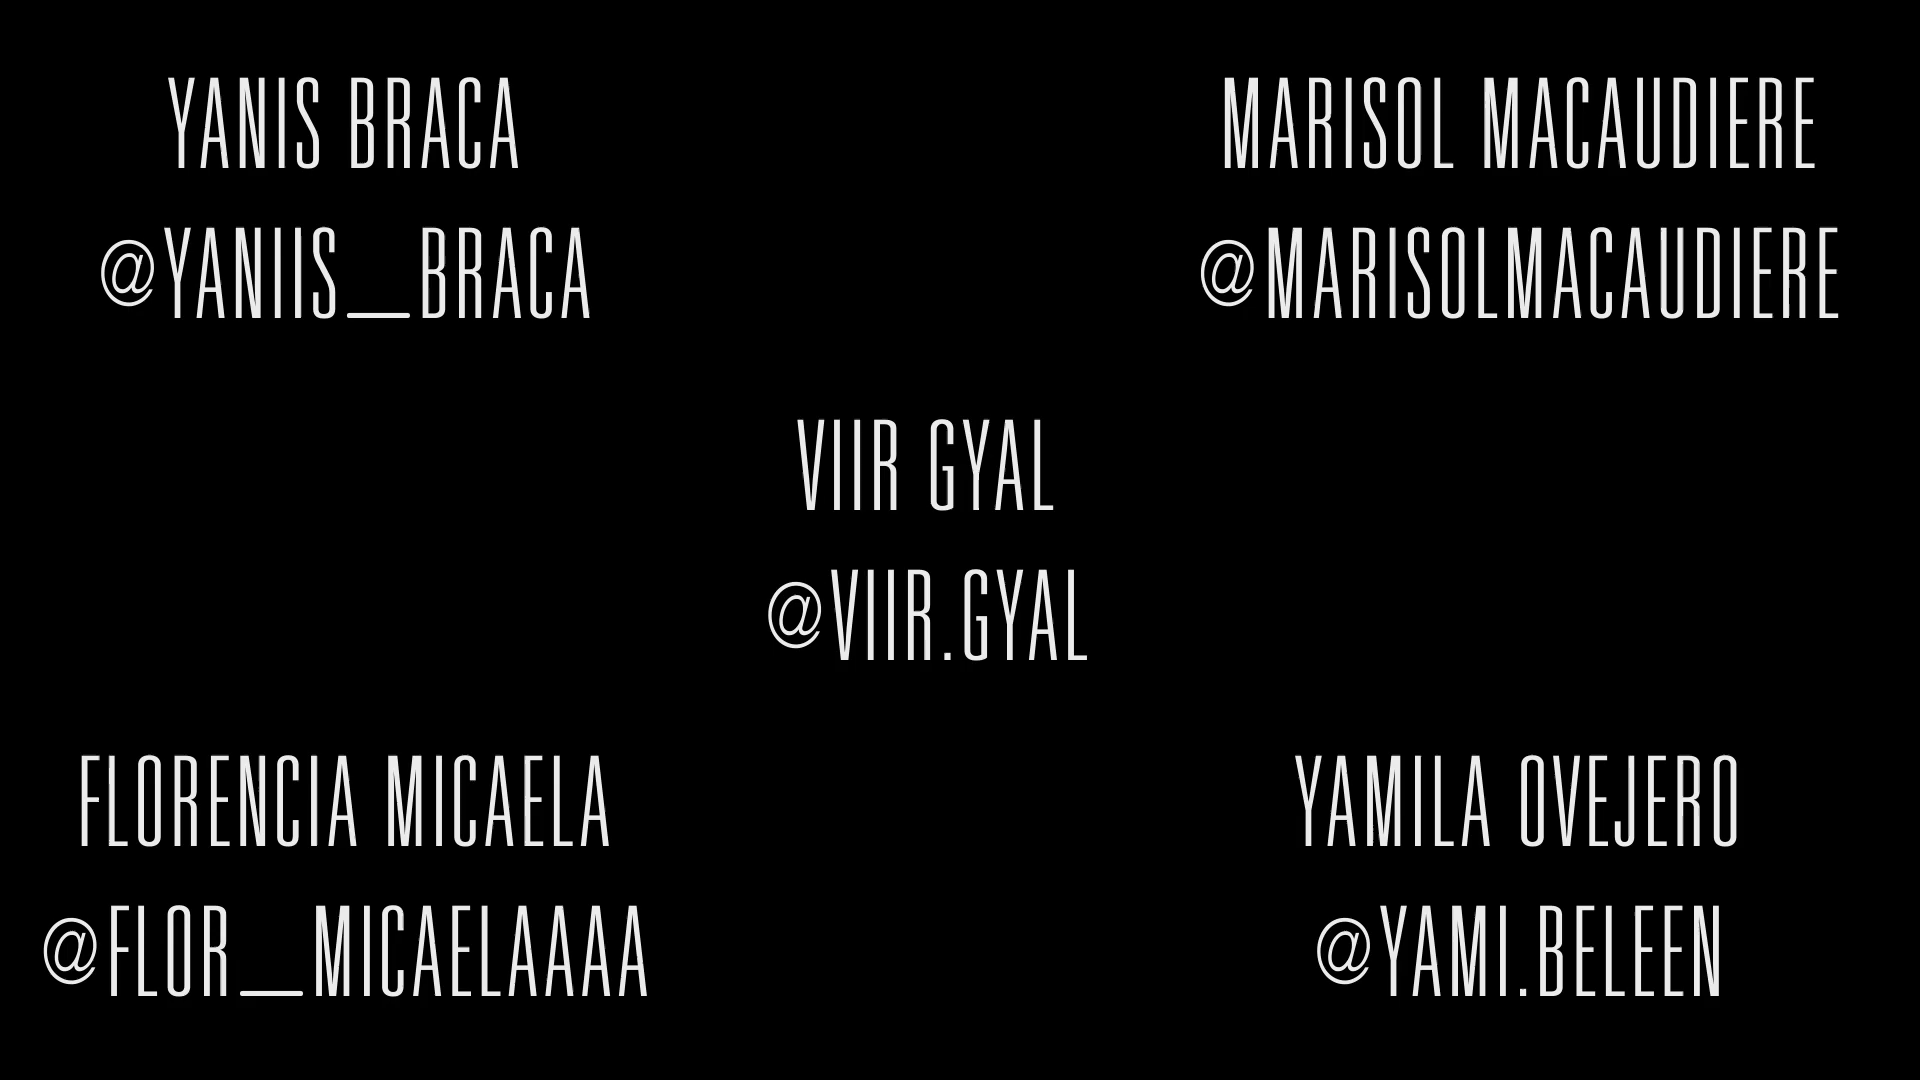 YANIS BRACA
@YANIIS__BRACA
MARISOL MACAUDIERE
@MARISOLMACAUDIERE
VIIR GYAL
@VIIR.GYAL
FLORENCIA MICAELA
@FLOR__MICAELAAAA
YAMILA OVEJERO
@YAMI.BELEEN